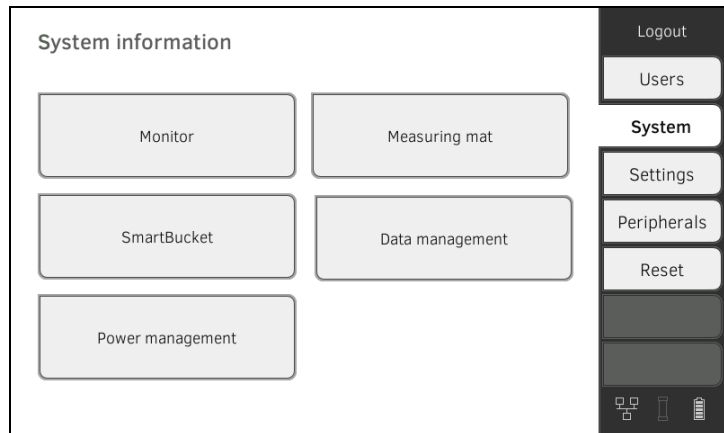 System information
Monitor
Measuring mat
SmartBucket
Data management
Power management
Logout
Users
System
Settings
Peripherals
Reset